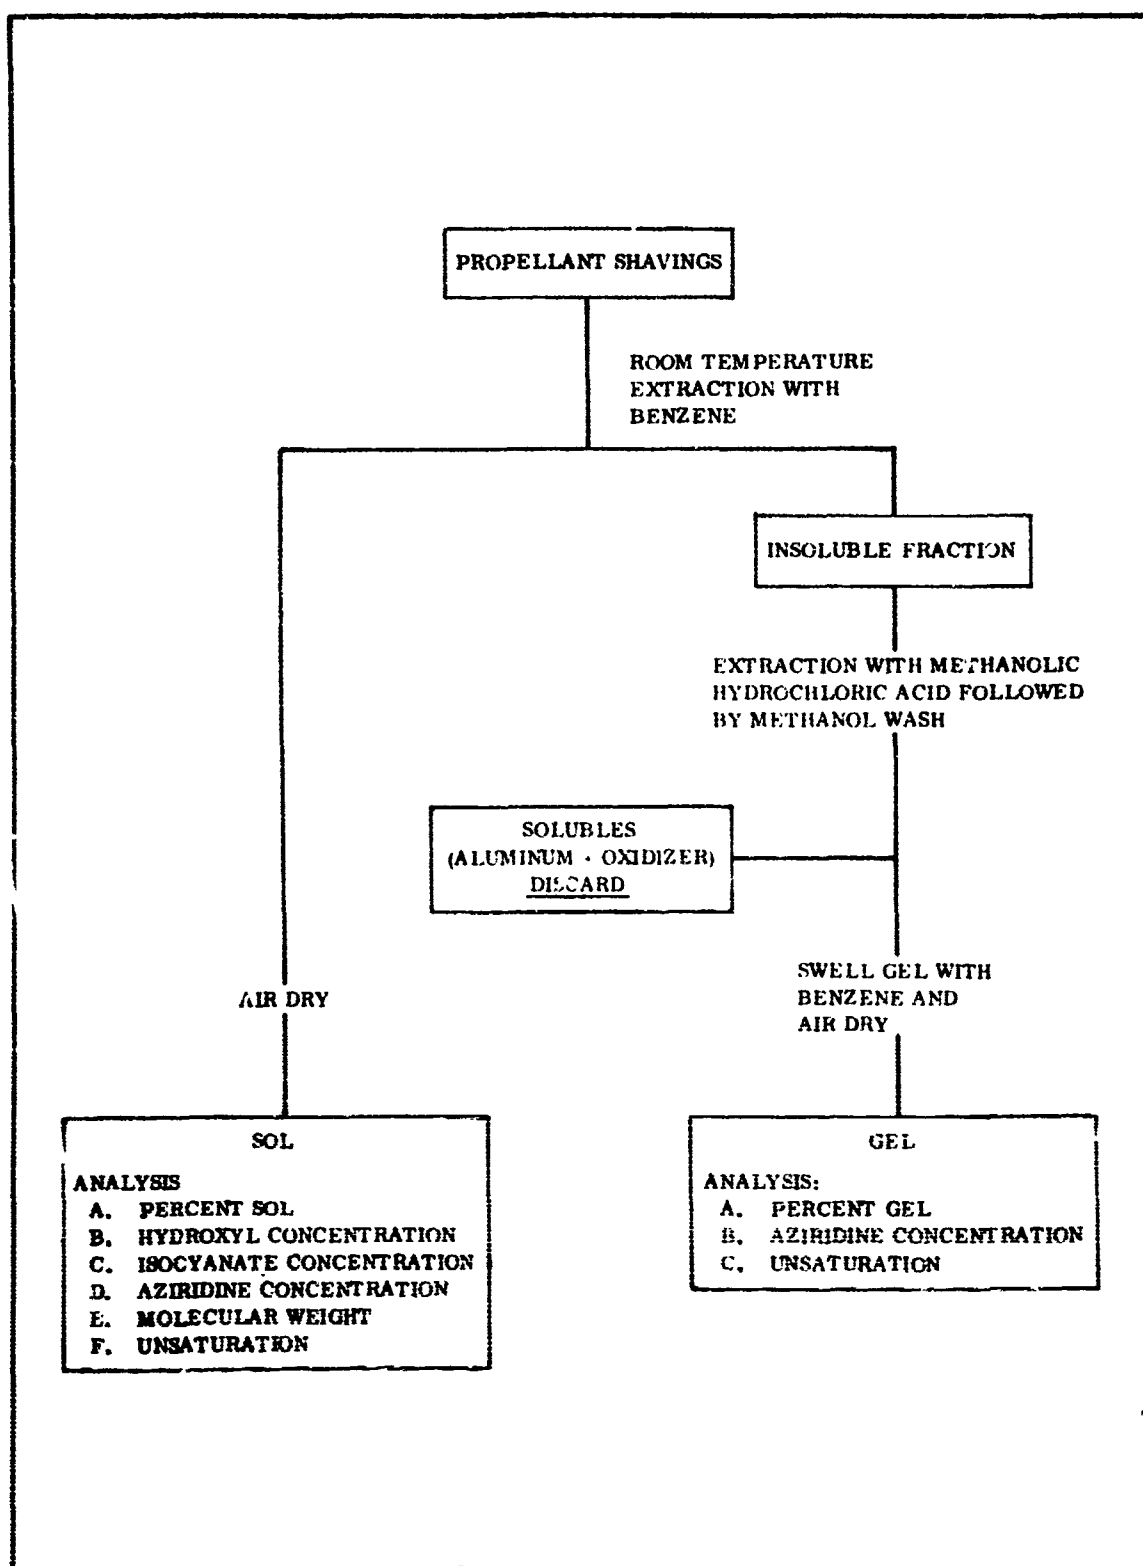 PROPELLANT SHAVINGS
ROOM TEMPERATURE
EXTRACTION WITH
BENZENE
INSOLUBLE FRACTION
EXTRACTION WITH METHANOLIC
HYDROCHLORIC ACID FOLLOWED
BY METHANOL WASH
SOLUBLES
(ALUMINUM - OXIDIZER)
DISCARD
SWELL GEL WITH
BENZENE AND
AIR DRY
AIR DRY
SOL
ANALYSIS
A. PERCENT SOL
B. HYDROXYL CONCENTRATION
C. ISOCYANATE CONCENTRATION
D. AZIRIDINE CONCENTRATION
E. MOLECULAR WEIGHT
F. UNSATURATION
GEL
ANALYSIS:
A. PERCENT GEL
B. AZIRIDINE CONCENTRATION
C. UNSATURATION